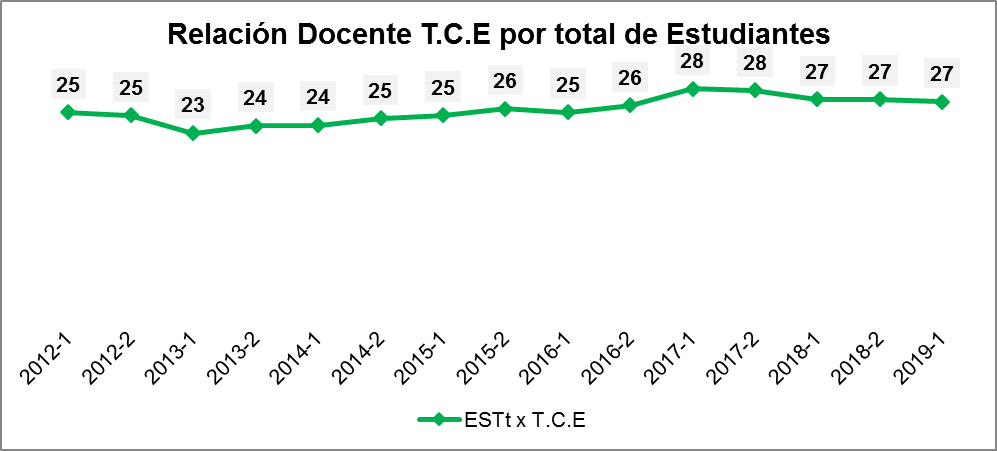 Relación Docente T.C.E por total de Estudiantes
25 25 23 24 24 25 25 26 25 26 28 28 27 27 27
2012-1 2012-2 2013-1 2013-2 2014-1 2014-2 2015-1 2015-2 2016-1 2016-2 2017-1 2017-2 2018-1 2018-2 2019-1
ESTt x T.C.E